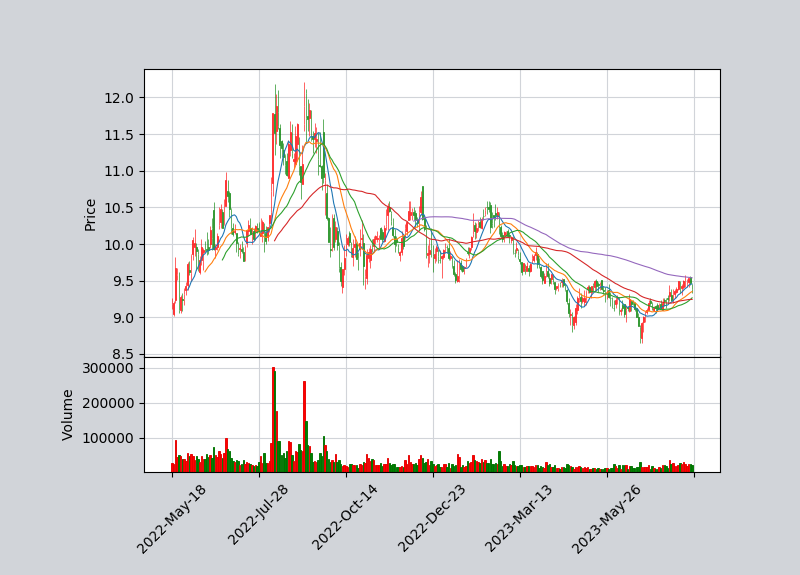 12.0
11.5
11.0
10.5
10.0
9.5
9.0
8.5
Price
300000
200000
100000
Volume
2022-May-18
2022-Jul-28
2022-Oct-14
2022-Dec-23
2023-Mar-13
2023-May-26